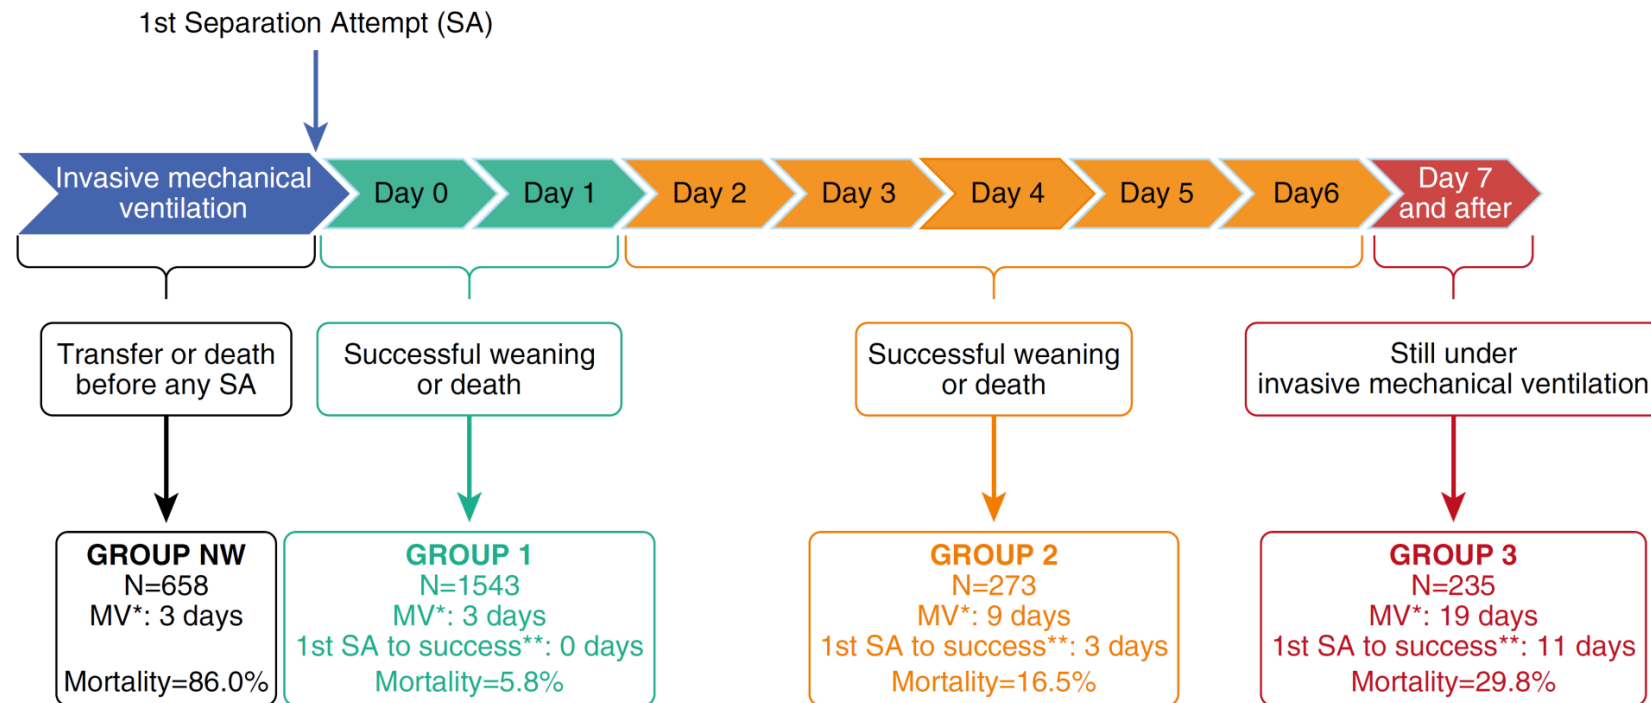 1st Separation Attempt (SA)
Invasive mechanical
ventilation
Day 0
Day 1
Day 2
Day 3
Day 4
Day 5
Day6
Day 7
and after
Transfer or death
before any SA
Successful weaning
or death
Successful weaning
or death
Still under
invasive mechanical ventilation
GROUP NW
N=658
MV*: 3 days
Mortality=86.0%
GROUP 1
N=1543
MV*: 3 days
1st SA to success**: 0 days
Mortality=5.8%
GROUP 2
N=273
MV*: 9 days
1st SA to success**: 3 days
Mortality=16.5%
GROUP 3
N=235
MV*: 19 days
1st SA to success**: 11 days
Mortality=29.8%